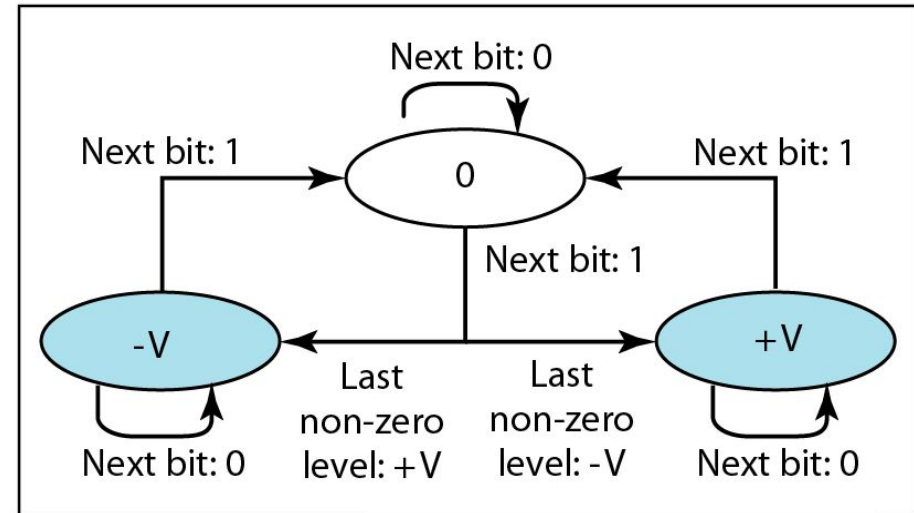 Next bit: 0
Next bit: 1
Next bit: 1
0
Next bit: 1
-V
+V
Last
non-zero
level: +V
Last
non-zero
level: -V
Next bit: 0
Next bit: 0